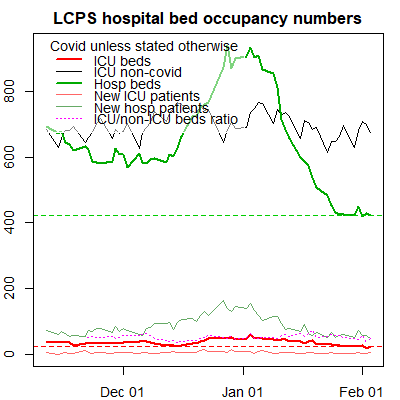 LCPS hospital bed occupancy numbers
Covid unless stated otherwise
ICU beds
ICU non-covid
Hosp beds
New ICU patients
New hosp patients
ICU/non-ICU beds ratio
800
600
400
200
0
Dec 01
Jan 01
Feb 01